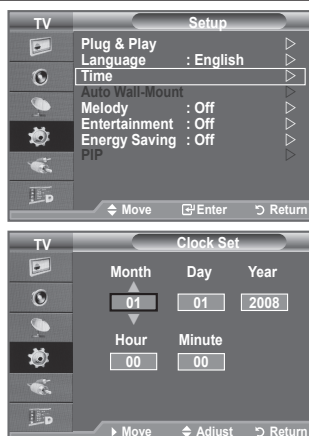 TV Setup
Plug & Play
Language : English
Time
Auto Wall-Mount
Melody : Off
Entertainment : Off
Energy Saving : Off
PIP
Move Enter Return
TV Clock Set
Month Day Year
01 01 2008
Hour Minute
00 00
Move Adjust Return